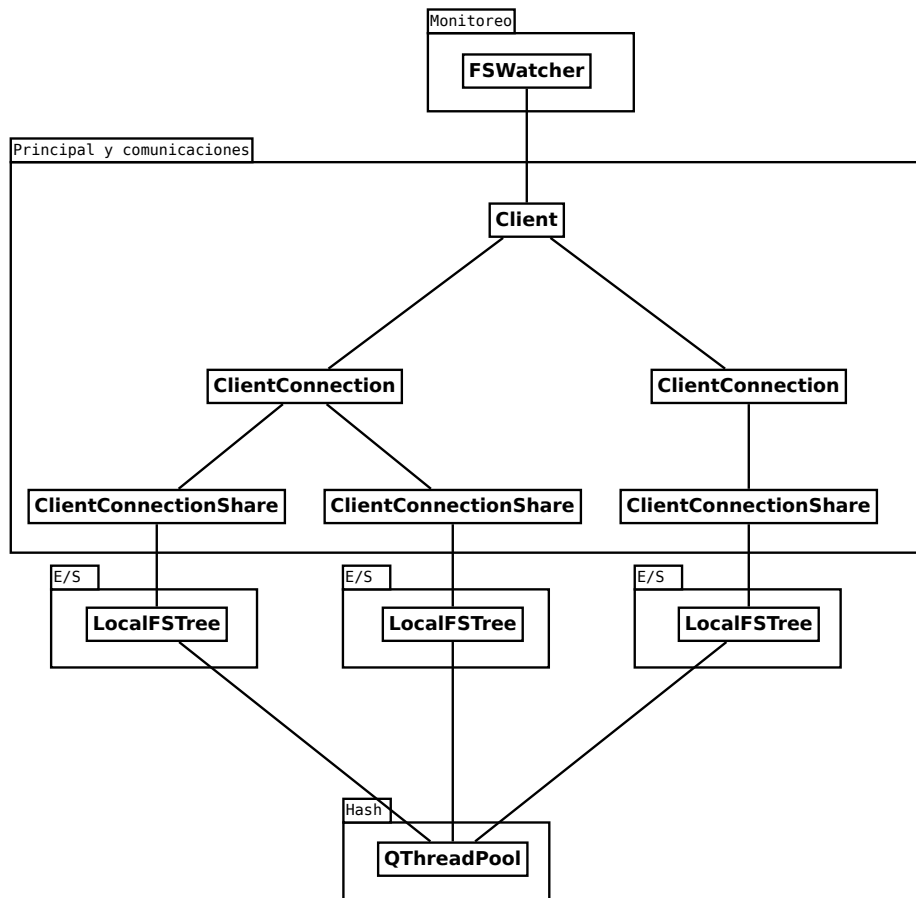 Monitoreo
FSWatcher
Principal y comunicaciones
Client
ClientConnection
ClientConnection
ClientConnectionShare
ClientConnectionShare
ClientConnectionShare
E/S
E/S
E/S
LocalFSTree
LocalFSTree
LocalFSTree
Hash
QThreadPool